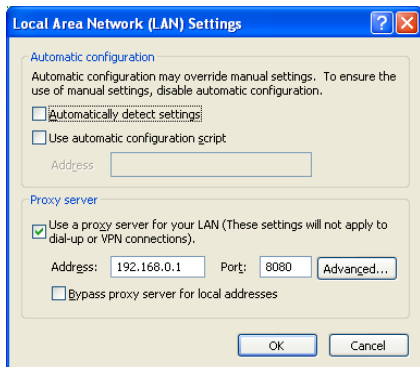 Local Area Network (LAN) Settings
Automatic configuration
Automatic configuration may override manual settings. To ensure the
use of manual settings, disable automatic configuration.
Automatically detect settings
Use automatic configuration script
Address
Proxy server
Use a proxy server for your LAN (These settings will not apply to
dial-up or VPN connections).
Address: 192.168.0.1 Port: 8080 Advanced...
Bypass proxy server for local addresses
OK Cancel